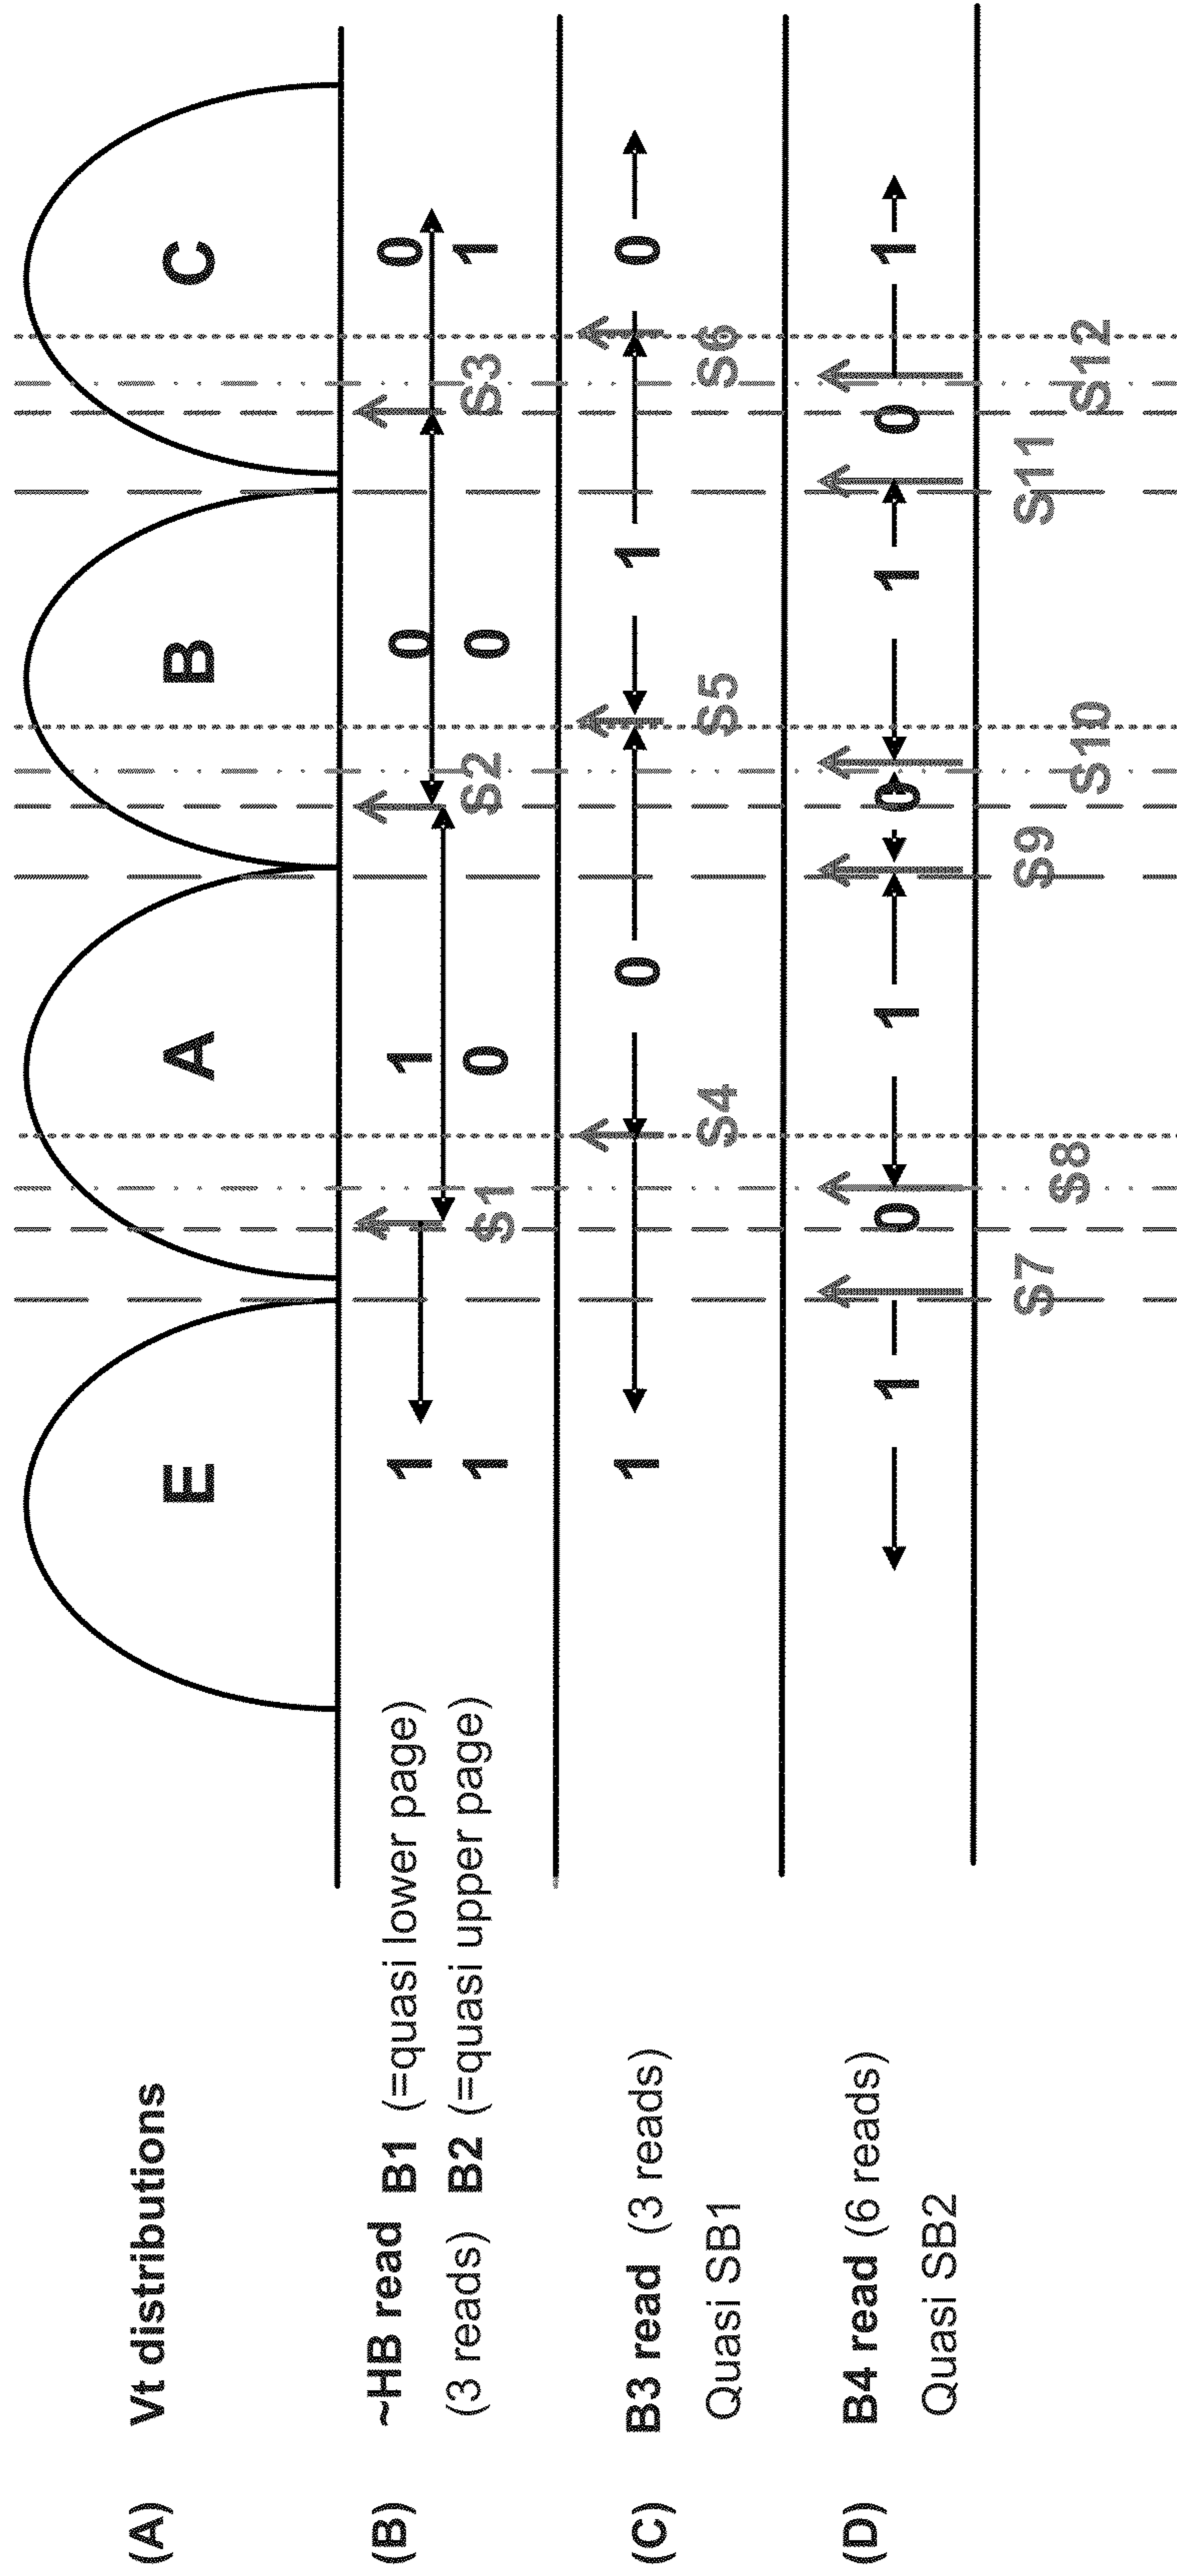 (A) Vt distributions E A B C
(B) ~HB read B1 (=quasi lower page) 1 1 0 0
(3 reads) B2 (=quasi upper page) 1 0 0 1
S1 S2 S3
(C) B3 read (3 reads) 1 0 1 0
Quasi SB1 S4 S5 S6
(D) B4 read (6 reads) 1 0 1 0 1 0 1
Quasi SB2 S7 S8 S9 S10 S11 S12